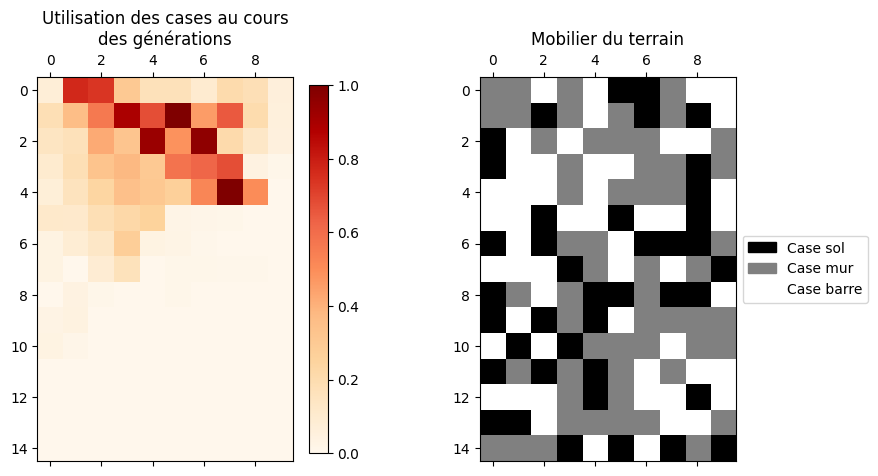 Utilisation des cases au cours
des générations
0 2 4 6 8
0
2
4
6
8
10
12
14
1.0
0.8
0.6
0.4
0.2
0.0
Mobilier du terrain
0 2 4 6 8
0
2
4
6
8
10
12
14
Case sol
Case mur
Case barre